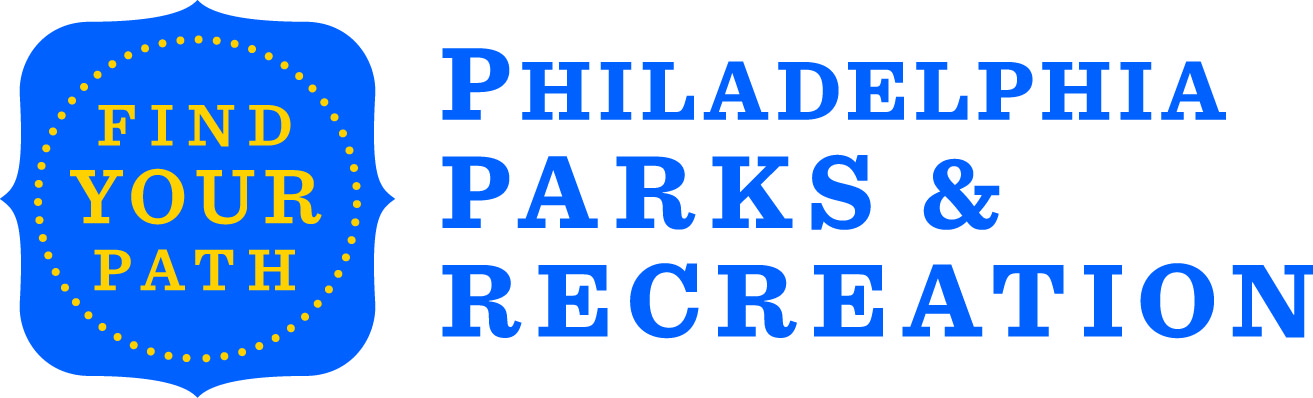 FIND
YOUR
PATH
PHILADELPHIA
PARKS &
RECREATION